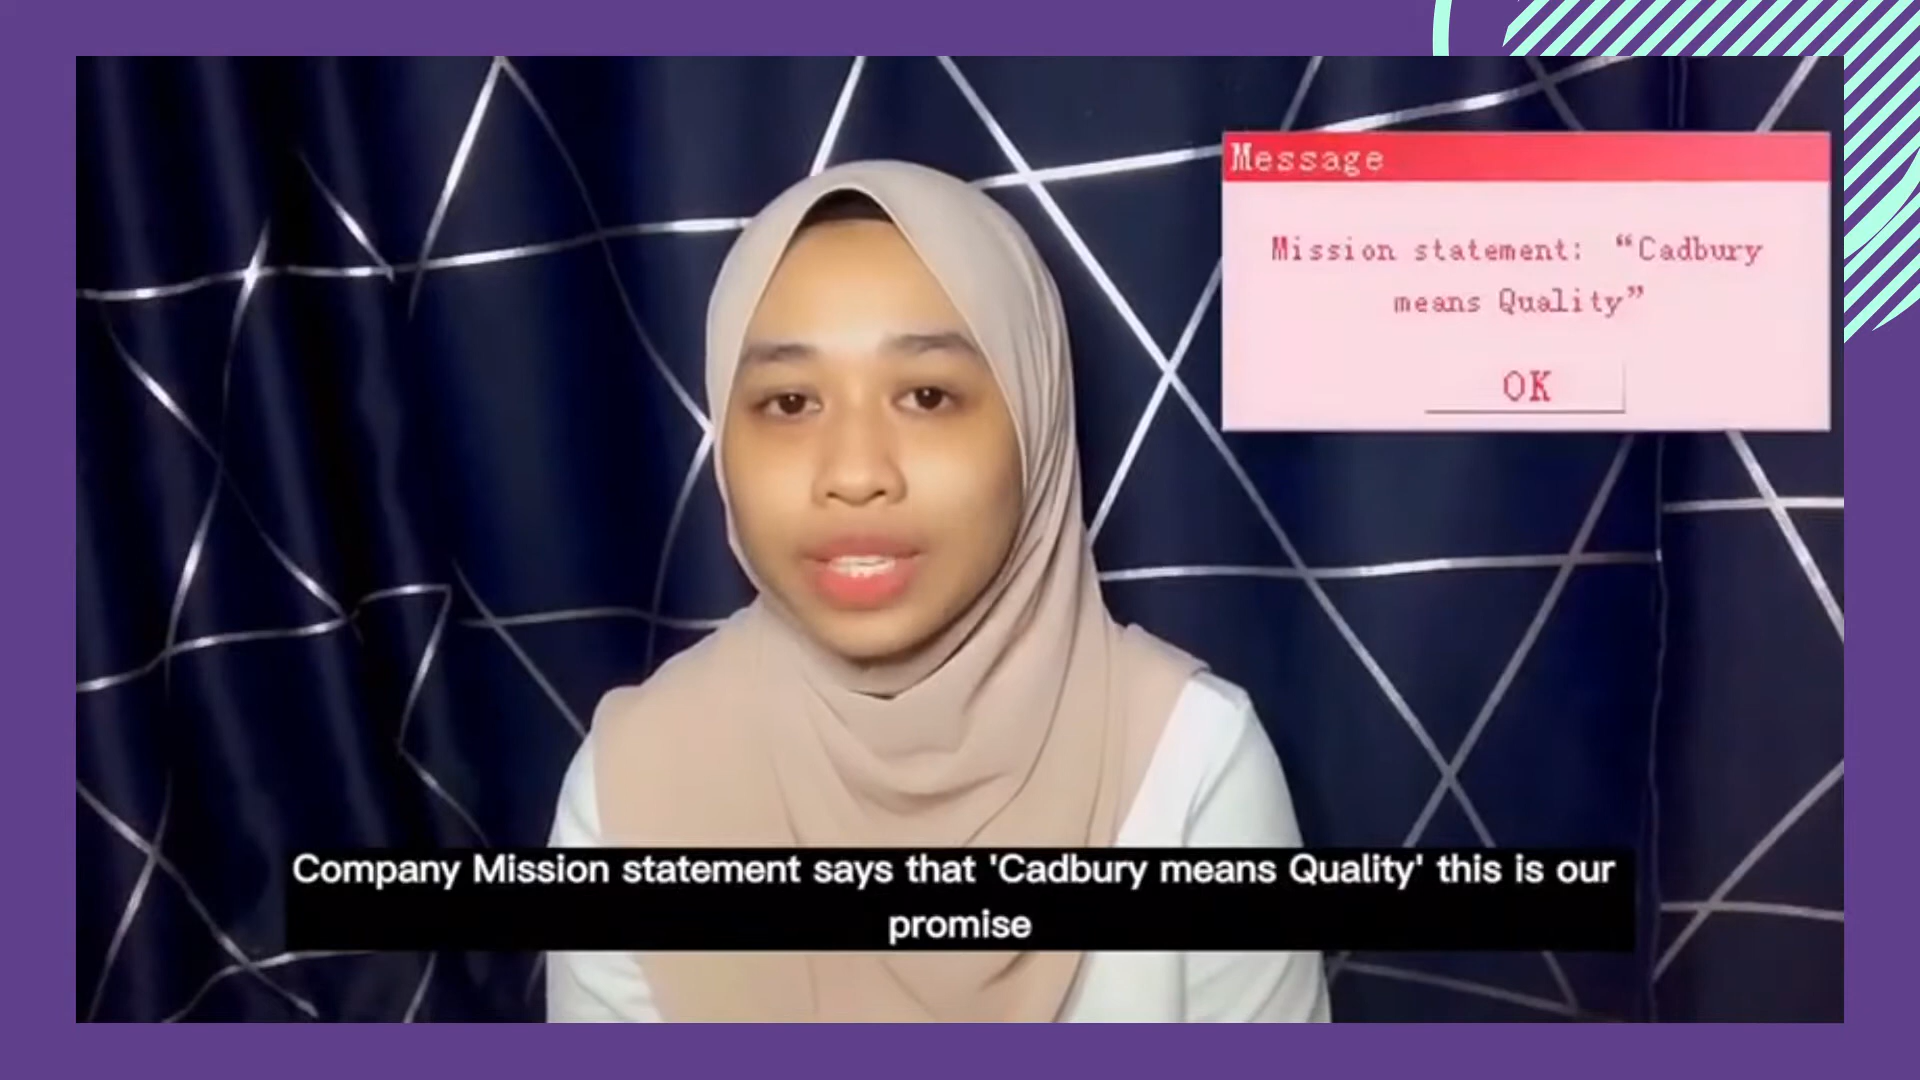 Message
Mission statement: “Cadbury
means Quality”
OK
Company Mission statement says that 'Cadbury means Quality' this is our
promise